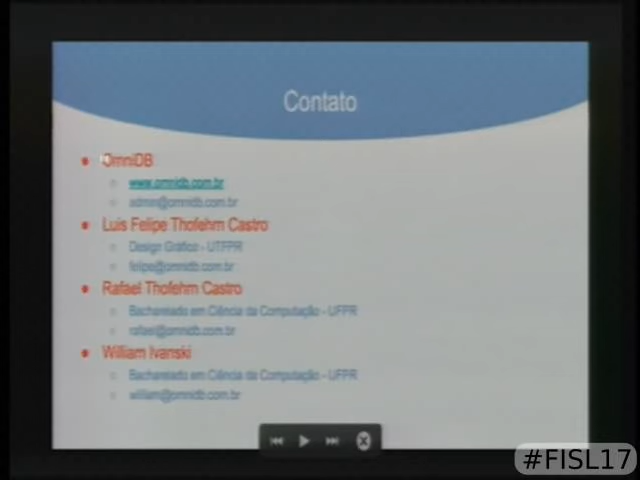 Contato
OmniDB
www.omnidb.com.br
admin@omnidb.com.br
Luis Felipe Thofehrn Castro
Design Gráfico - UTFPR
felipe@omnidb.com.br
Rafael Thofehrn Castro
Bacharelado em Ciência da Computação - UFPR
rafael@omnidb.com.br
William Ivanski
Bacharelado em Ciência da Computação - UFPR
william@omnidb.com.br
#FISL17